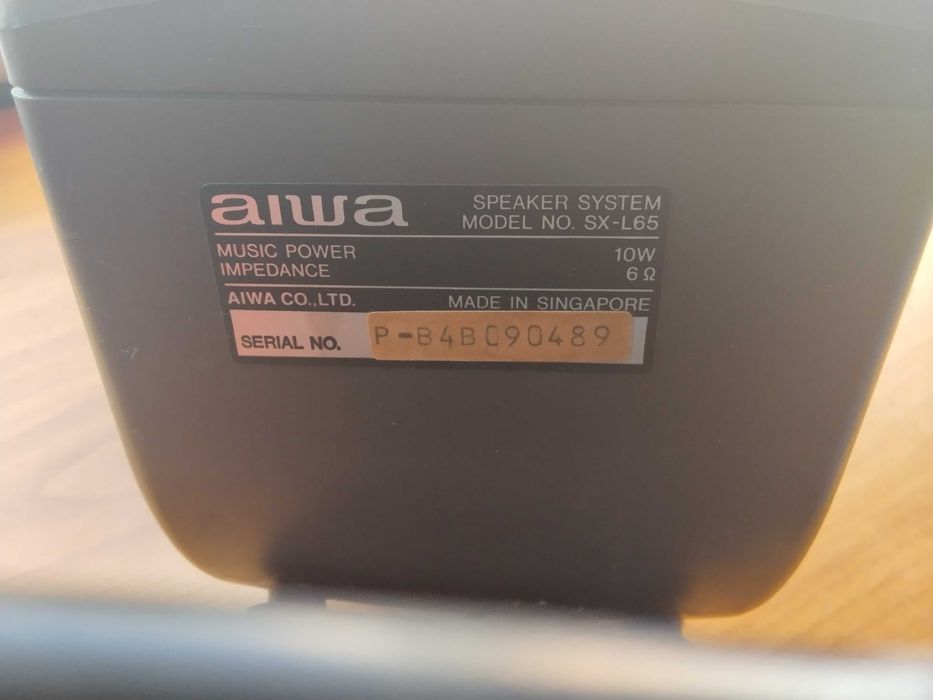 aiwa
SPEAKER SYSTEM
MODEL NO. SX-L65
MUSIC POWER 10W
IMPEDANCE 6 Ω
AIWA CO.,LTD. MADE IN SINGAPORE
SERIAL NO. P-B4BC90489